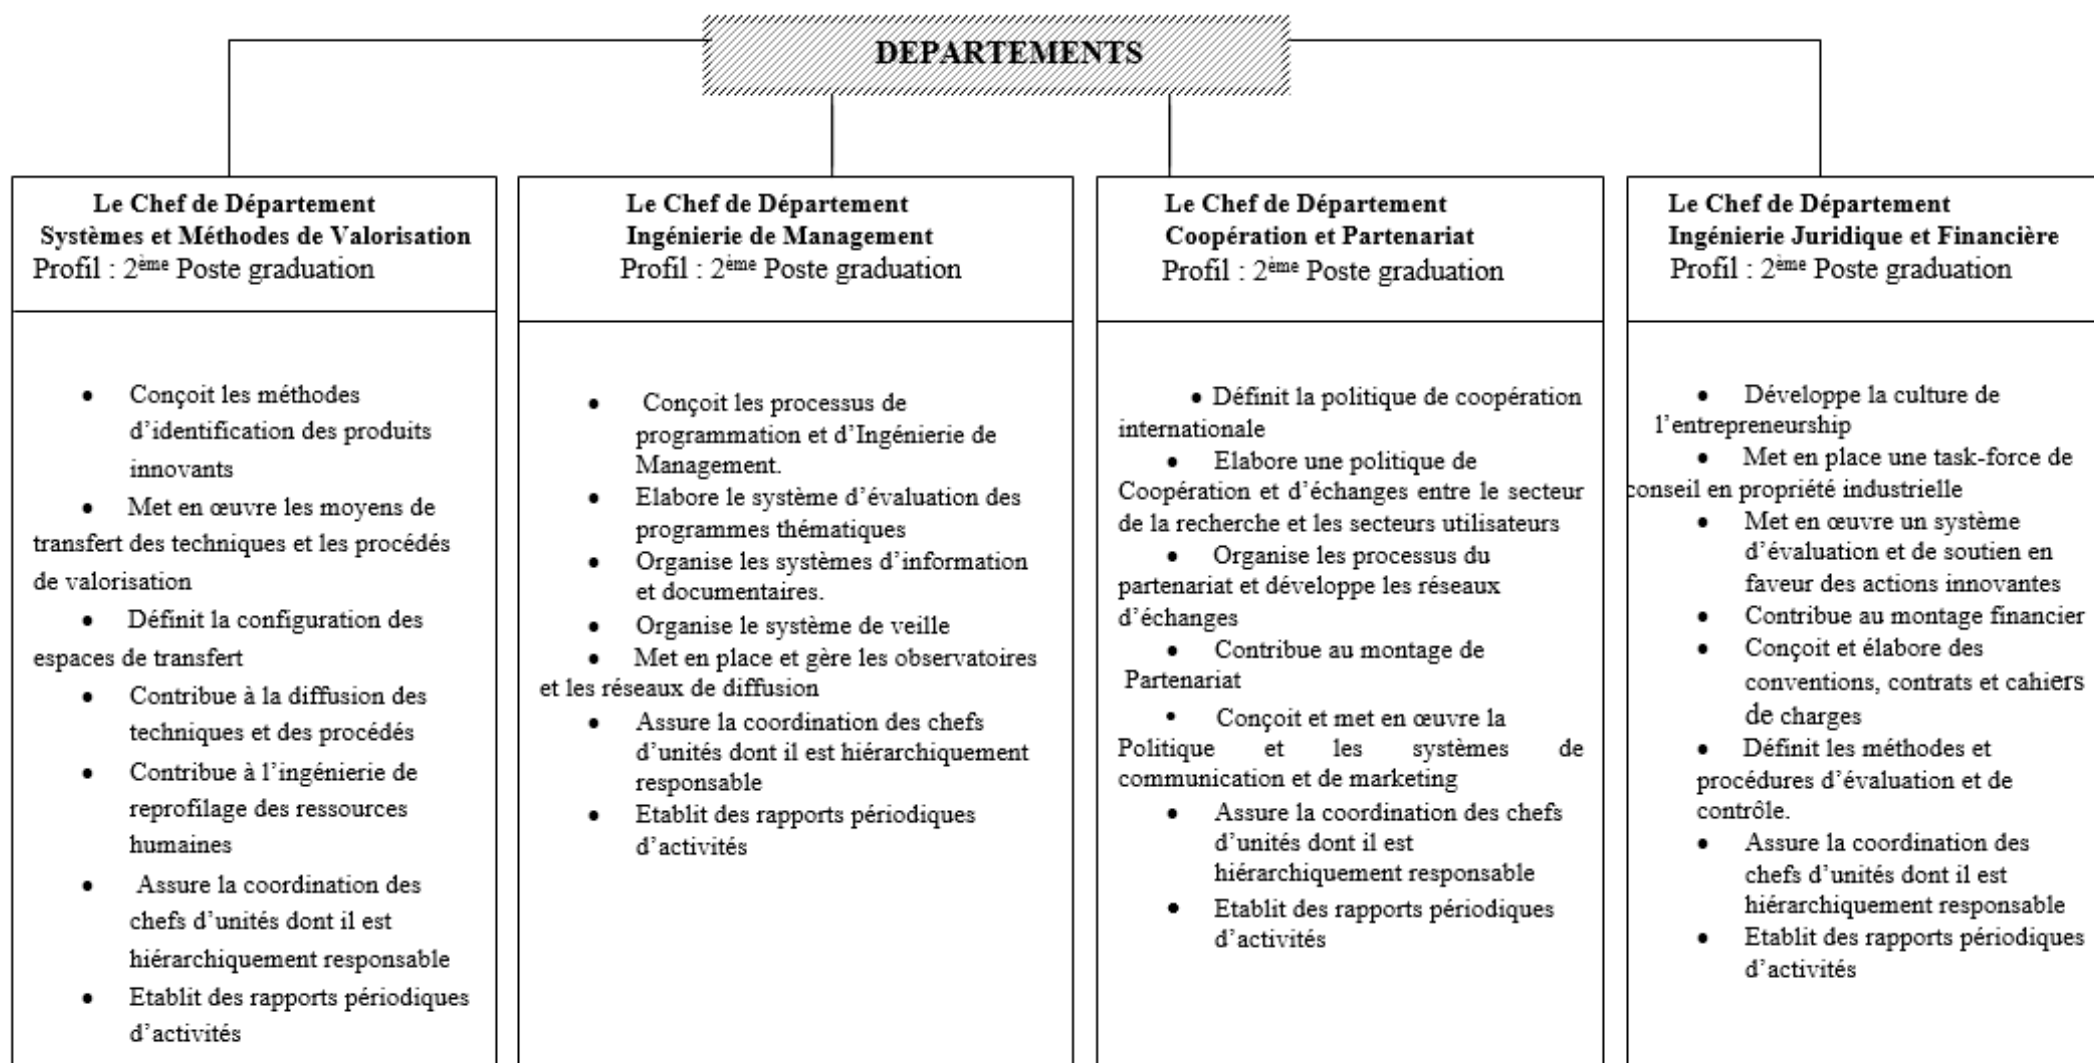 DEPARTEMENTS
Le Chef de Département
Systèmes et Méthodes de Valorisation
Profil : 2ème Poste graduation
Conçoit les méthodes
d’identification des produits
innovants
Met en œuvre les moyens de
transfert des techniques et les procédés
de valorisation
Définit la configuration des
espaces de transfert
Contribue à la diffusion des
techniques et des procédés
Contribue à l’ingénierie de
reprofilage des ressources
humaines
Assure la coordination des
chefs d’unités dont il est
hiérarchiquement responsable
Etablit des rapports périodiques
d’activités
Le Chef de Département
Ingénierie de Management
Profil : 2ème Poste graduation
Conçoit les processus de
programmation et d’Ingénierie de
Management.
Elabore le système d’évaluation des
programmes thématiques
Organise les systèmes d’information
et documentaires.
Organise le système de veille
Met en place et gère les observatoires
et les réseaux de diffusion
Assure la coordination des chefs
d’unités dont il est hiérarchiquement
responsable
Etablit des rapports périodiques
d’activités
Le Chef de Département
Coopération et Partenariat
Profil : 2ème Poste graduation
Définit la politique de coopération
internationale
Elabore une politique de
Coopération et d’échanges entre le secteur
de la recherche et les secteurs utilisateurs
Organise les processus du
partenariat et développe les réseaux
d’échanges
Contribue au montage de
Partenariat
Conçoit et met en œuvre la
Politique et les systèmes de
communication et de marketing
Assure la coordination des chefs
d’unités dont il est
hiérarchiquement responsable
Etablit des rapports périodiques
d’activités
Le Chef de Département
Ingénierie Juridique et Financière
Profil : 2ème Poste graduation
Développe la culture de
l’entrepreneurship
Met en place une task-force de
conseil en propriété industrielle
Met en œuvre un système
d’évaluation et de soutien en
faveur des actions innovantes
Contribue au montage financier
Conçoit et élabore des
conventions, contrats et cahiers
de charges
Définit les méthodes et
procédures d’évaluation et de
contrôle.
Assure la coordination des
chefs d’unités dont il est
hiérarchiquement responsable
Etablit des rapports périodiques
d’activités